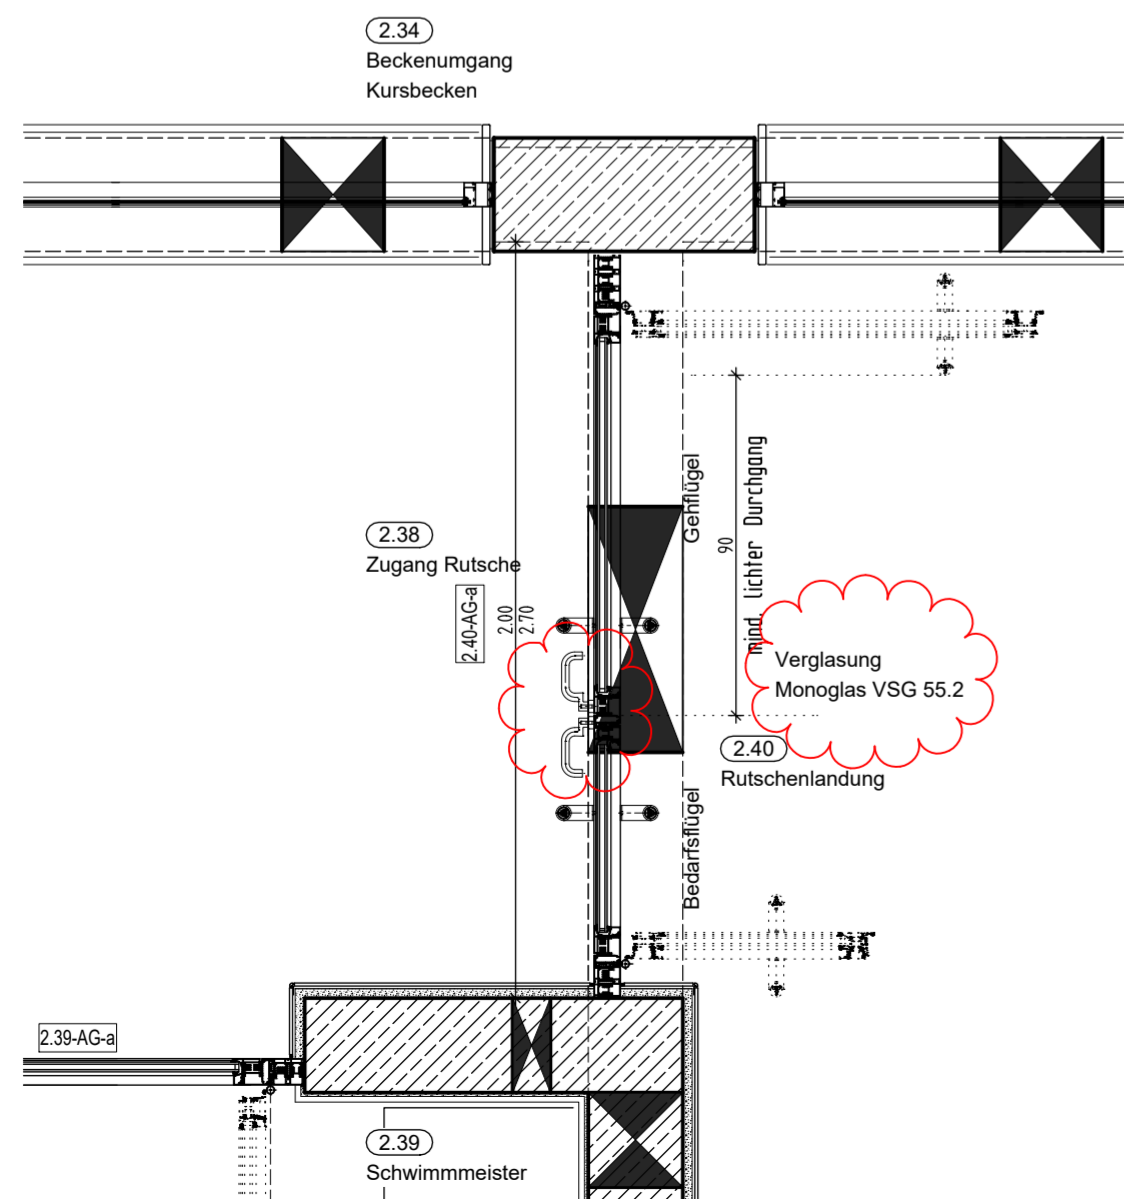 2.34
Beckenumgang
Kursbecken
2.38
Zugang Rutsche
2.40-AG-a
2.00
2.70
Gehflügel
90
mind. lichter Durchgang
Verglasung
Monoglas VSG 55.2
2.40
Rutschenlandung
Bedarfsflügel
2.39-AG-a
2.39
Schwimmmeister